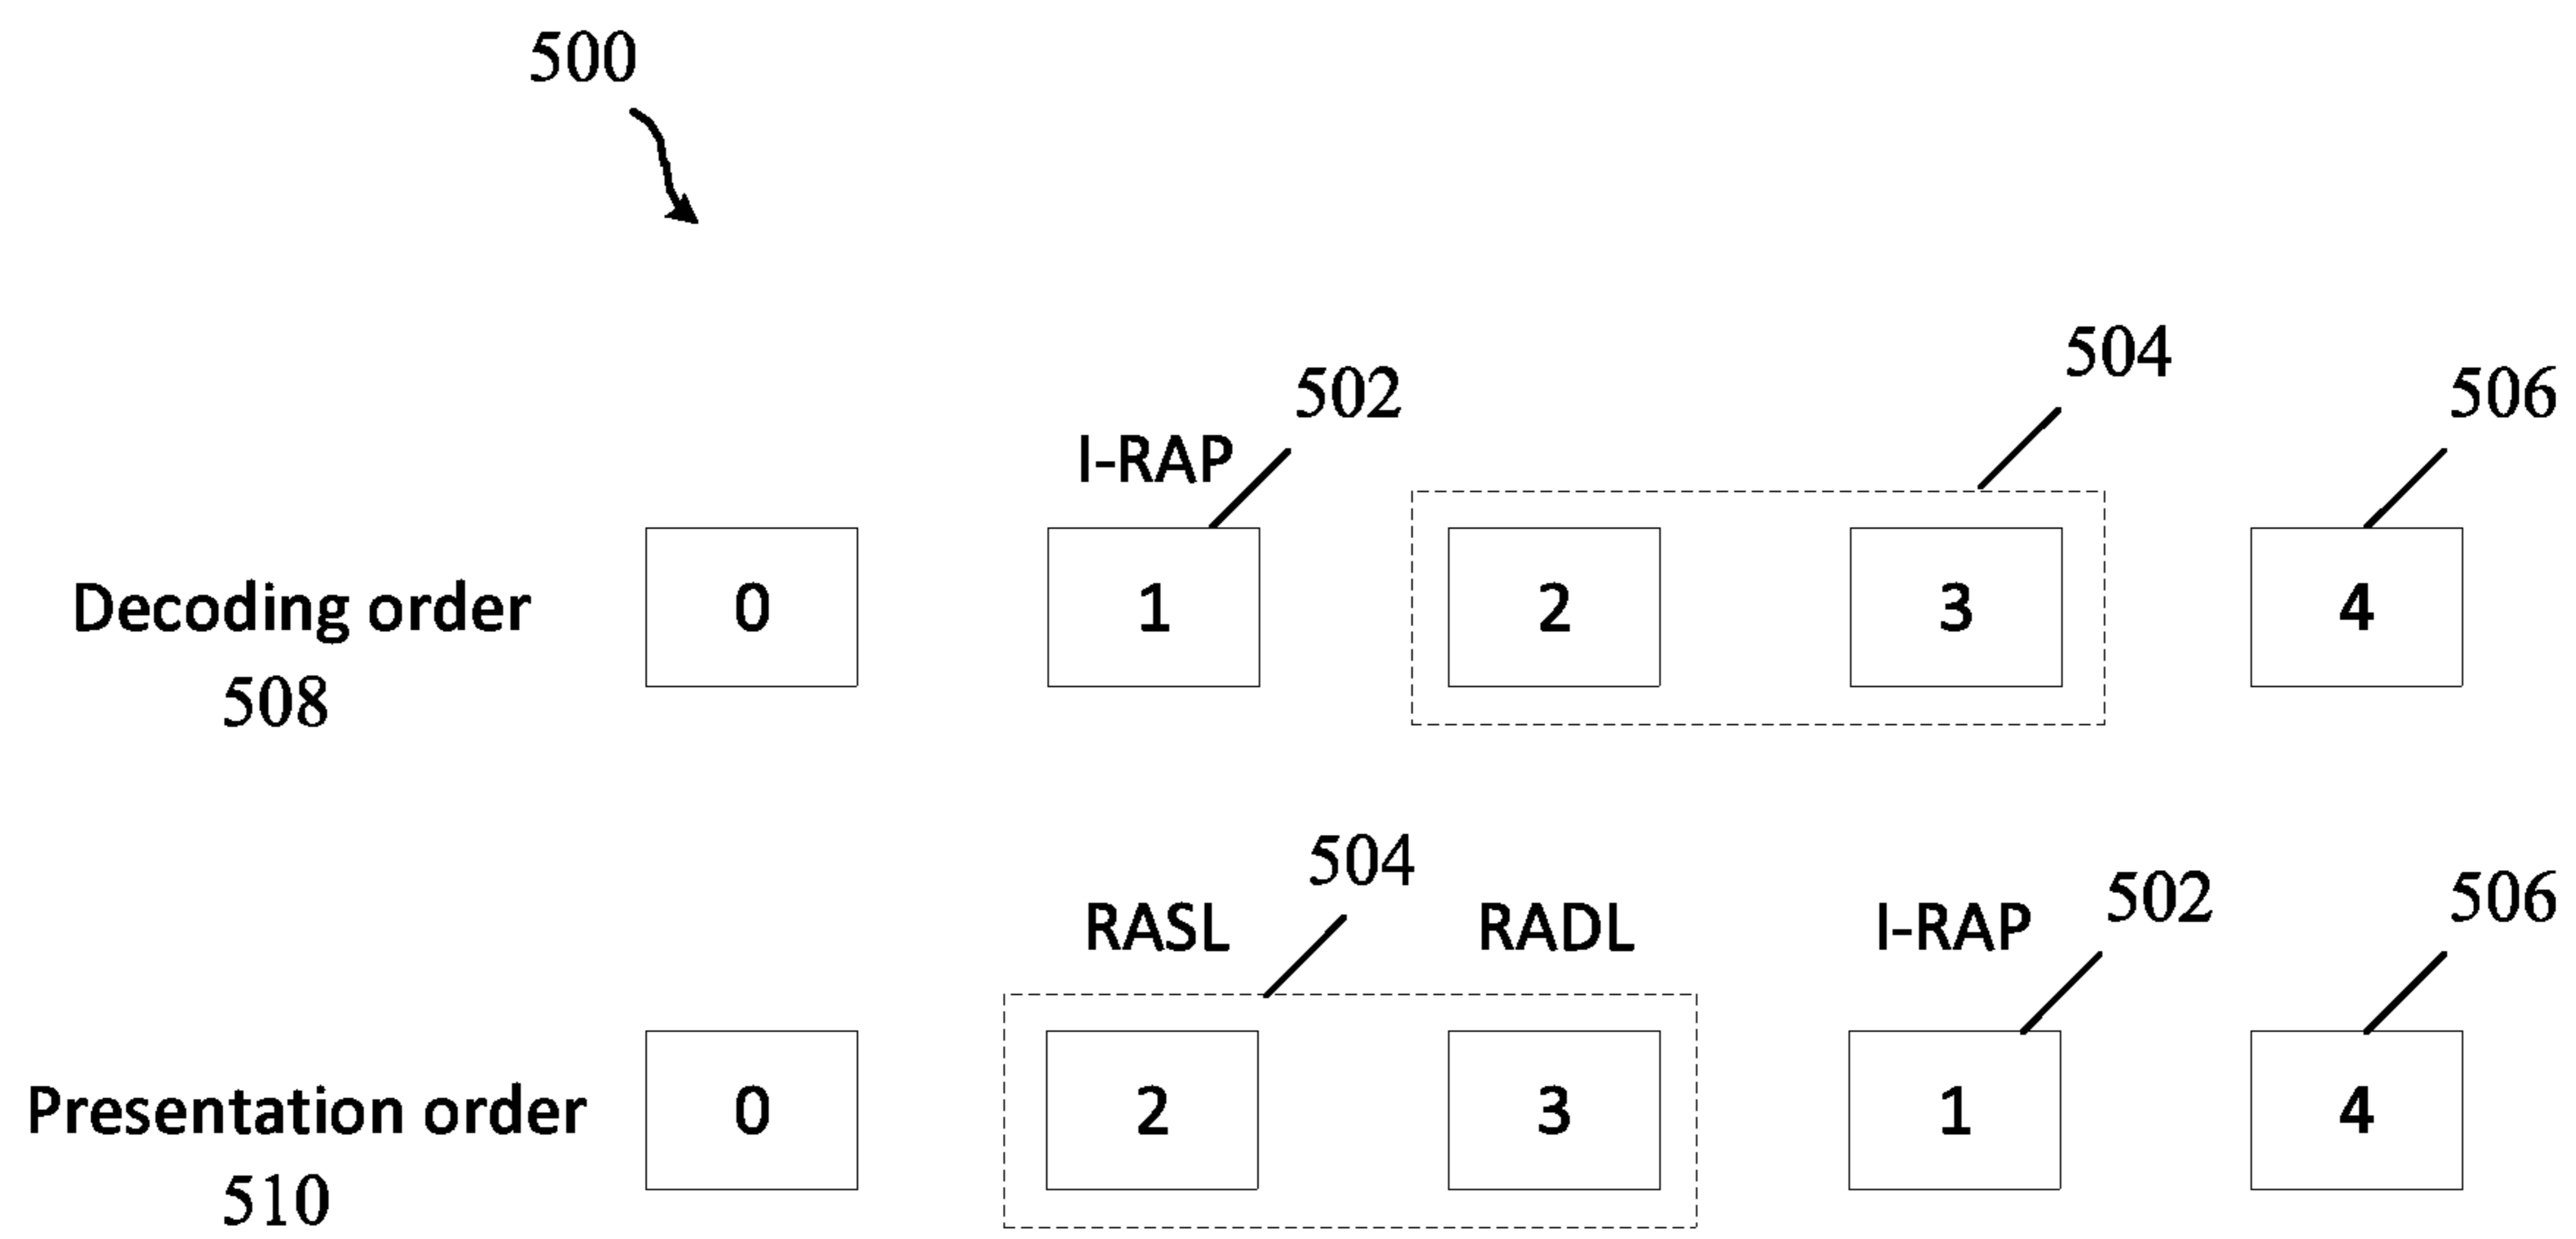 500
504
502
506
I-RAP
Decoding order 0 1 2 3 4
508
504
502
506
RASL RADL I-RAP
Presentation order 0 2 3 1 4
510